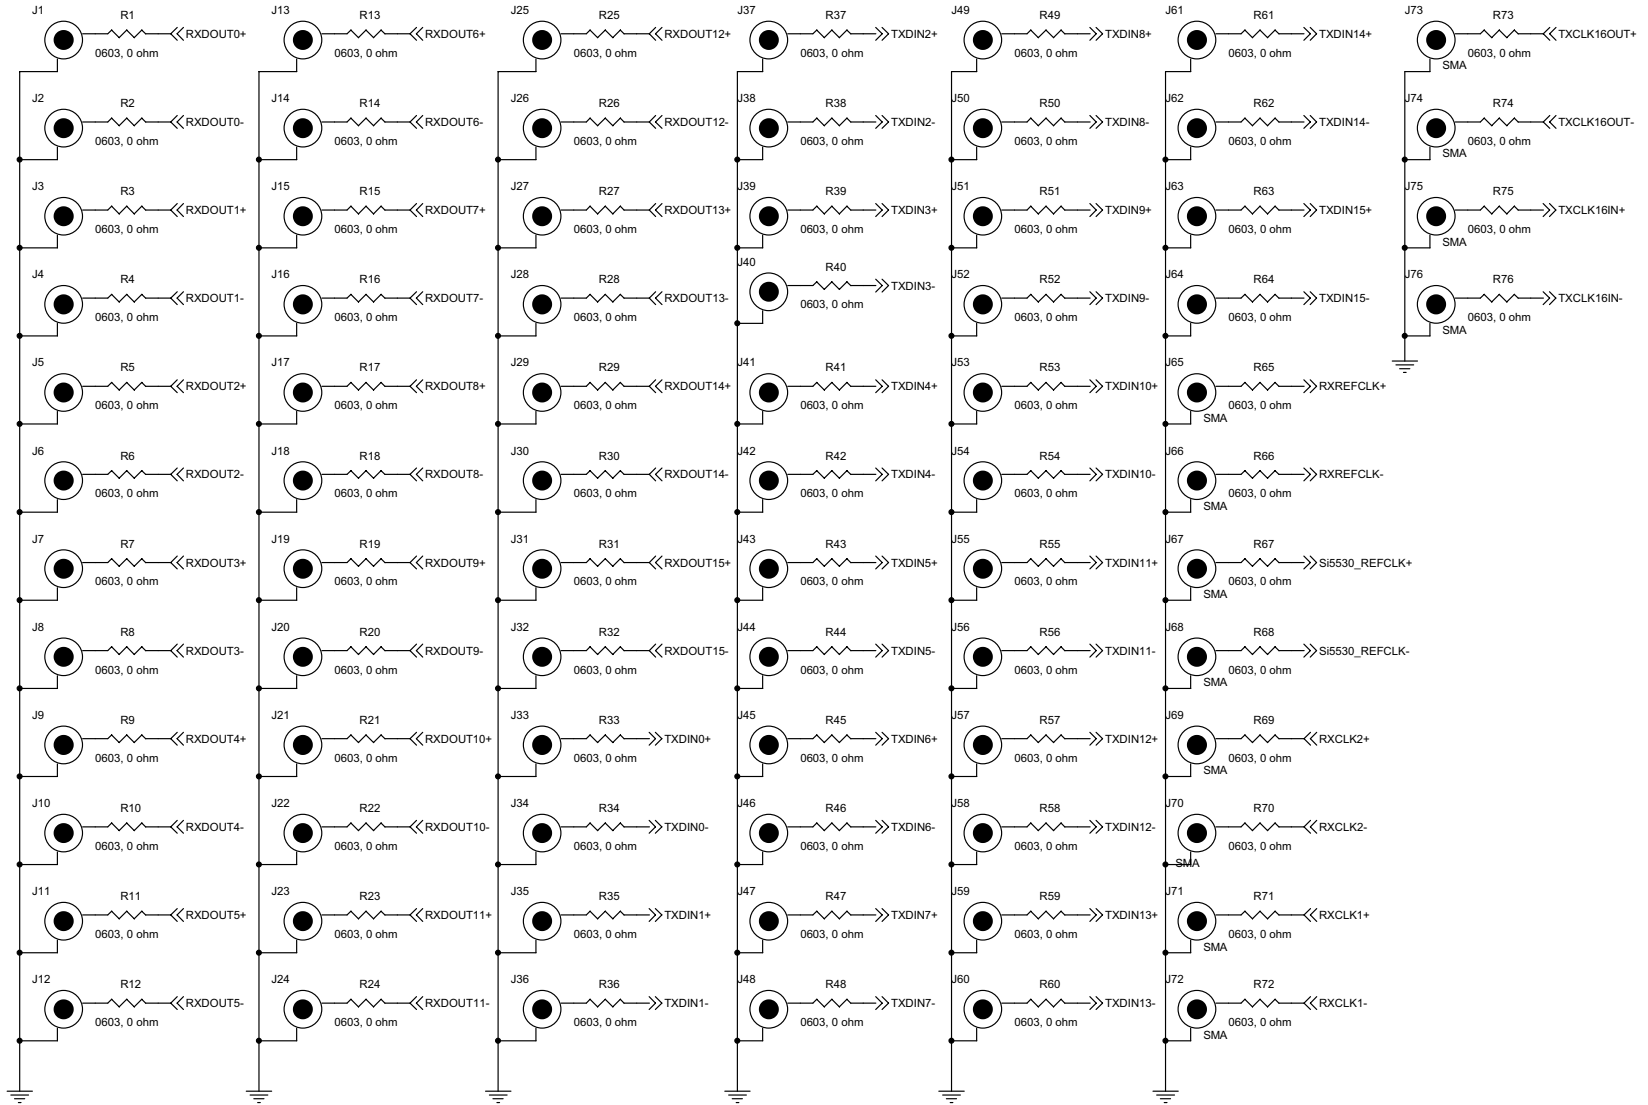 J1 R1 RXDOUT0+
0603, 0 ohm
J2 R2 RXDOUT0-
0603, 0 ohm
J3 R3 RXDOUT1+
0603, 0 ohm
J4 R4 RXDOUT1-
0603, 0 ohm
J5 R5 RXDOUT2+
0603, 0 ohm
J6 R6 RXDOUT2-
0603, 0 ohm
J7 R7 RXDOUT3+
0603, 0 ohm
J8 R8 RXDOUT3-
0603, 0 ohm
J9 R9 RXDOUT4+
0603, 0 ohm
J10 R10 RXDOUT4-
0603, 0 ohm
J11 R11 RXDOUT5+
0603, 0 ohm
J12 R12 RXDOUT5-
0603, 0 ohm
J13 R13 RXDOUT6+
0603, 0 ohm
J14 R14 RXDOUT6-
0603, 0 ohm
J15 R15 RXDOUT7+
0603, 0 ohm
J16 R16 RXDOUT7-
0603, 0 ohm
J17 R17 RXDOUT8+
0603, 0 ohm
J18 R18 RXDOUT8-
0603, 0 ohm
J19 R19 RXDOUT9+
0603, 0 ohm
J20 R20 RXDOUT9-
0603, 0 ohm
J21 R21 RXDOUT10+
0603, 0 ohm
J22 R22 RXDOUT10-
0603, 0 ohm
J23 R23 RXDOUT11+
0603, 0 ohm
J24 R24 RXDOUT11-
0603, 0 ohm
J25 R25 RXDOUT12+
0603, 0 ohm
J26 R26 RXDOUT12-
0603, 0 ohm
J27 R27 RXDOUT13+
0603, 0 ohm
J28 R28 RXDOUT13-
0603, 0 ohm
J29 R29 RXDOUT14+
0603, 0 ohm
J30 R30 RXDOUT14-
0603, 0 ohm
J31 R31 RXDOUT15+
0603, 0 ohm
J32 R32 RXDOUT15-
0603, 0 ohm
J33 R33 TXDIN0+
0603, 0 ohm
J34 R34 TXDIN0-
0603, 0 ohm
J35 R35 TXDIN1+
0603, 0 ohm
J36 R36 TXDIN1-
0603, 0 ohm
J37 R37 TXDIN2+
0603, 0 ohm
J38 R38 TXDIN2-
0603, 0 ohm
J39 R39 TXDIN3+
0603, 0 ohm
J40 R40 TXDIN3-
0603, 0 ohm
J41 R41 TXDIN4+
0603, 0 ohm
J42 R42 TXDIN4-
0603, 0 ohm
J43 R43 TXDIN5+
0603, 0 ohm
J44 R44 TXDIN5-
0603, 0 ohm
J45 R45 TXDIN6+
0603, 0 ohm
J46 R46 TXDIN6-
0603, 0 ohm
J47 R47 TXDIN7+
0603, 0 ohm
J48 R48 TXDIN7-
0603, 0 ohm
J49 R49 TXDIN8+
0603, 0 ohm
J50 R50 TXDIN8-
0603, 0 ohm
J51 R51 TXDIN9+
0603, 0 ohm
J52 R52 TXDIN9-
0603, 0 ohm
J53 R53 TXDIN10+
0603, 0 ohm
J54 R54 TXDIN10-
0603, 0 ohm
J55 R55 TXDIN11+
0603, 0 ohm
J56 R56 TXDIN11-
0603, 0 ohm
J57 R57 TXDIN12+
0603, 0 ohm
J58 R58 TXDIN12-
0603, 0 ohm
J59 R59 TXDIN13+
0603, 0 ohm
J60 R60 TXDIN13-
0603, 0 ohm
J61 R61 TXDIN14+
0603, 0 ohm
J62 R62 TXDIN14-
0603, 0 ohm
J63 R63 TXDIN15+
0603, 0 ohm
J64 R64 TXDIN15-
0603, 0 ohm
J65 R65 RXREFCLK+
0603, 0 ohm
SMA
J66 R66 RXREFCLK-
0603, 0 ohm
SMA
J67 R67 Si5530_REFCLK+
0603, 0 ohm
SMA
J68 R68 Si5530_REFCLK-
0603, 0 ohm
SMA
J69 R69 RXCLK2+
0603, 0 ohm
SMA
J70 R70 RXCLK2-
0603, 0 ohm
SMA
J71 R71 RXCLK1+
0603, 0 ohm
SMA
J72 R72 RXCLK1-
0603, 0 ohm
SMA
J73 R73 TXCLK16OUT+
0603, 0 ohm
SMA
J74 R74 TXCLK16OUT-
0603, 0 ohm
SMA
J75 R75 TXCLK16IN+
0603, 0 ohm
SMA
J76 R76 TXCLK16IN-
0603, 0 ohm
SMA